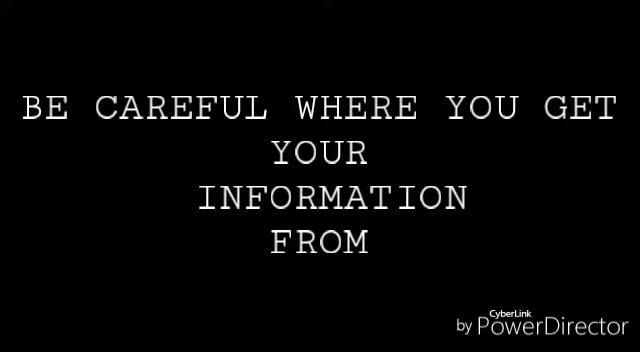 BE CAREFUL WHERE YOU GET
YOUR
INFORMATION
FROM
CyberLink
by PowerDirector